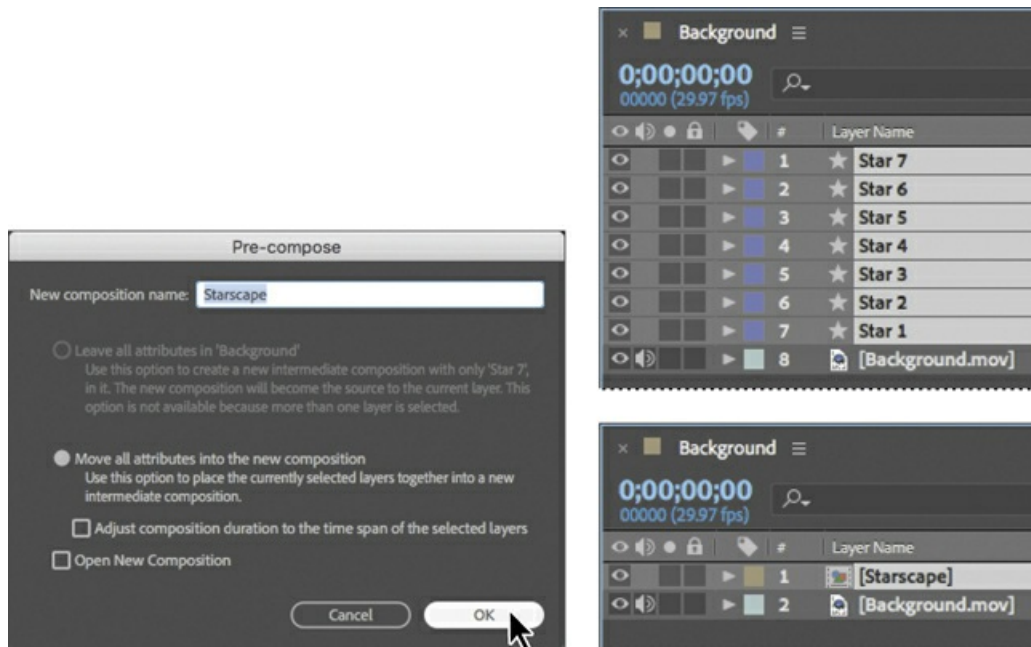 Pre-compose
New composition name: Starscape
Leave all attributes in 'Background'
Use this option to create a new intermediate composition with only 'Star 7',
in it. The new composition will become the source to the current layer. This
option is not available because more than one layer is selected.
Move all attributes into the new composition
Use this option to place the currently selected layers together into a new
intermediate composition.
Adjust composition duration to the time span of the selected layers
Open New Composition
Cancel OK
× Background
0;00;00;00
00000 (29.97 fps)
# Layer Name
1 Star 7
2 Star 6
3 Star 5
4 Star 4
5 Star 3
6 Star 2
7 Star 1
8 [Background.mov]
× Background
0;00;00;00
00000 (29.97 fps)
# Layer Name
1 [Starscape]
2 [Background.mov]